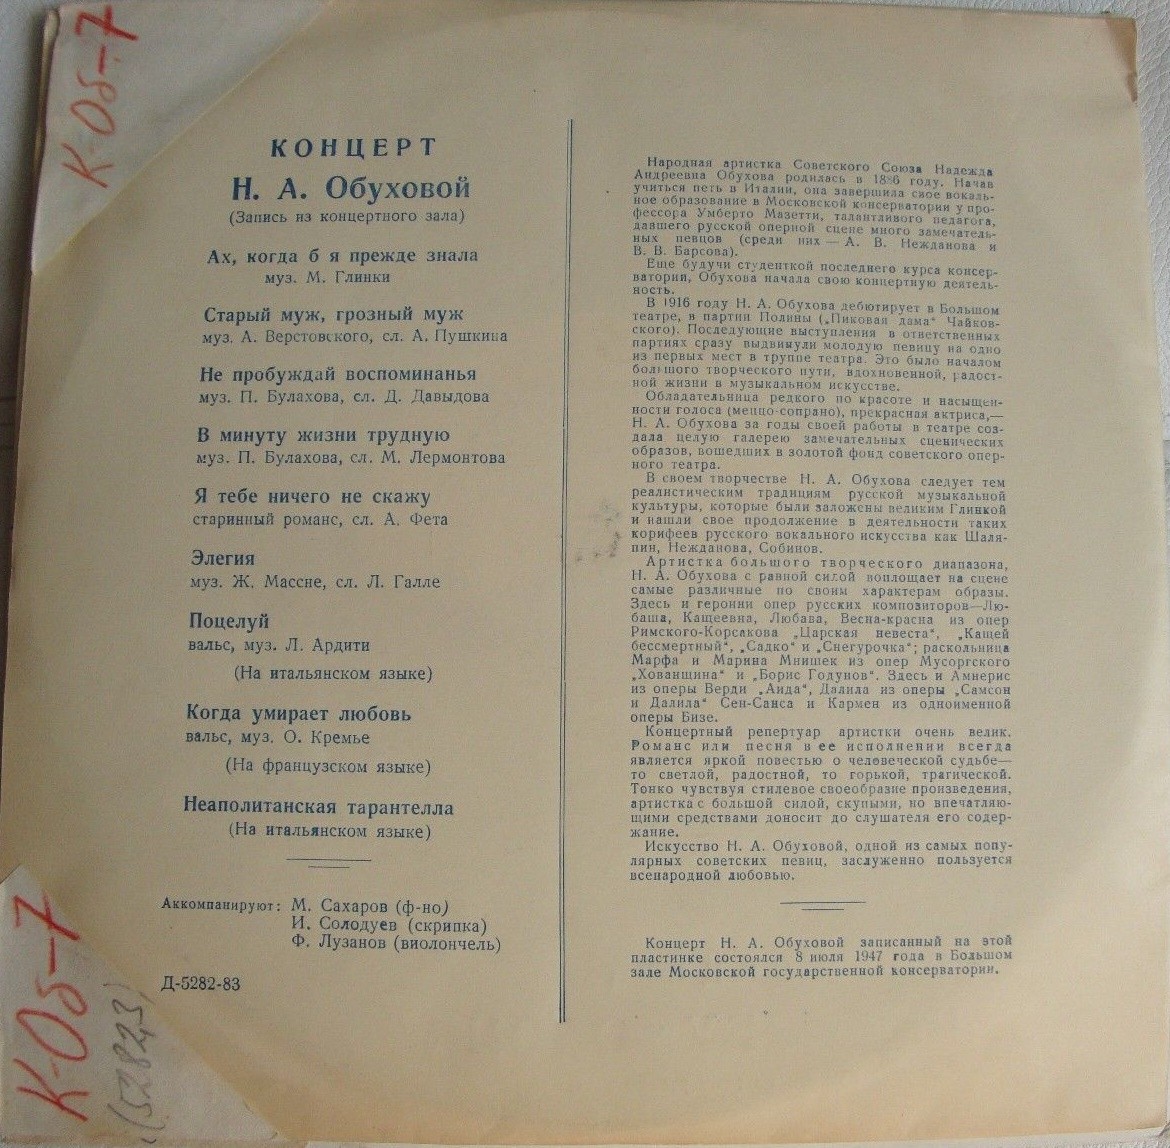 К-Об-7
КОНЦЕРТ
Н. А. Обуховой
(Запись из концертного зала)
Ах, когда б я прежде знала
муз. М. Глинки
Старый муж, грозный муж
муз. А. Верстовского, сл. А. Пушкина
Не пробуждай воспоминанья
муз. П. Булахова, сл. Д. Давыдова
В минуту жизни трудную
муз. П. Булахова, сл. М. Лермонтова
Я тебе ничего не скажу
старинный романс, сл. А. Фета
Элегия
муз. Ж. Массне, сл. Л. Галле
Поцелуй
вальс, муз. Л. Ардити
(На итальянском языке)
Когда умирает любовь
вальс, муз. О. Кремье
(На французском языке)
Неаполитанская тарантелла
(На итальянском языке)
Аккомпанируют: М. Сахаров (ф-но)
И. Солодуев (скрипка)
Ф. Лузанов (виолончель)
Д-5282-83
К-Об-7
(5282,3)
Народная артистка Советского Союза Надежда
Андреевна Обухова родилась в 1886 году. Начав
учиться петь в Италии, она завершила свое вокаль-
ное образование в Московской консерватории у про-
фессора Умберто Мазетти, талантливого педагога,
давшего русской оперной сцене много замечатель-
ных певцов (среди них — А. В. Нежданова и
В. В. Барсова).
Еще будучи студенткой последнего курса консер-
ватории, Обухова начала свою концертную деятель-
ность.
В 1916 году Н. А. Обухова дебютирует в Большом
театре, в партии Полины („Пиковая дама“ Чайков-
ского). Последующие выступления в ответственных
партиях сразу выдвинули молодую певицу на одно
из первых мест в труппе театра. Это было началом
большого творческого пути, вдохновенной, радост-
ной жизни в музыкальном искусстве.
Обладательница редкого по красоте и насыщен-
ности голоса (меццо-сопрано), прекрасная актриса,—
Н. А. Обухова за годы своей работы в театре соз-
дала целую галерею замечательных сценических
образов, вошедших в золотой фонд советского опер-
ного театра.
В своем творчестве Н. А. Обухова следует тем
реалистическим традициям русской музыкальной
культуры, которые были заложены великим Глинкой
и нашли свое продолжение в деятельности таких
корифеев русского вокального искусства как Шаля-
пин, Нежданова, Собинов.
Артистка большого творческого диапазона,
Н. А. Обухова с равной силой воплощает на сцене
самые различные по своим характерам образы.
Здесь и героини опер русских композиторов—Лю-
баша, Кащеевна, Любава, Весна-красна из опер
Римского-Корсакова „Царская невеста“, „Кащей
бессмертный“, „Садко“ и „Снегурочка“; раскольница
Марфа и Марина Мнишек из опер Мусоргского
„Хованщина“ и „Борис Годунов“. Здесь и Амнерис
из оперы Верди „Аида“, Далила из оперы „Самсон
и Далила“ Сен-Санса и Кармен из одноименной
оперы Бизе.
Концертный репертуар артистки очень велик.
Романс или песня в ее исполнении всегда
является яркой повестью о человеческой судьбе—
то светлой, радостной, то горькой, трагической.
Тонко чувствуя стилевое своеобразие произведения,
артистка с большой силой, скупыми, но впечатляю-
щими средствами доносит до слушателя его содер-
жание.
Искусство Н. А. Обуховой, одной из самых попу-
лярных советских певиц, заслуженно пользуется
всенародной любовью.
Концерт Н. А. Обуховой записанный на этой
пластинке состоялся 8 июля 1947 года в Большом
зале Московской государственной консерватории.